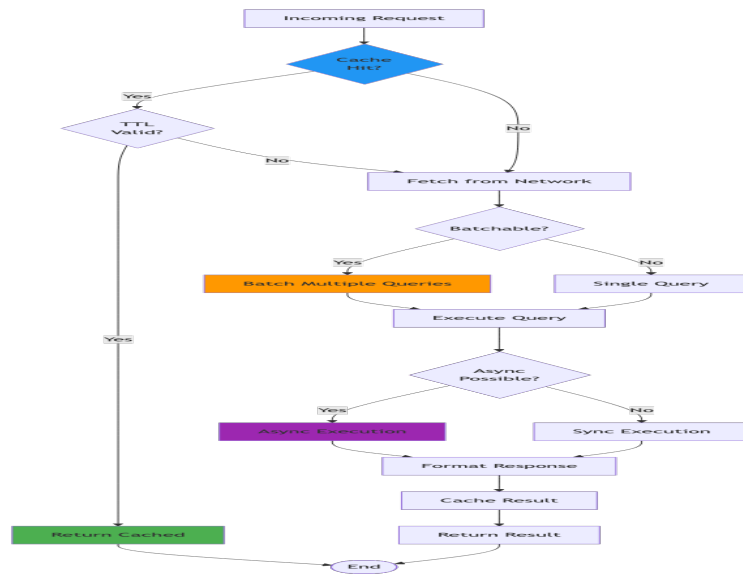 Incoming Request
Cache
Hit?
Yes
No
TTL
Valid?
No
Fetch from Network
Batchable?
Yes
No
Batch Multiple Queries
Single Query
Execute Query
Yes
Async
Possible?
Yes
No
Async Execution
Sync Execution
Format Response
Cache Result
Return Cached
Return Result
End